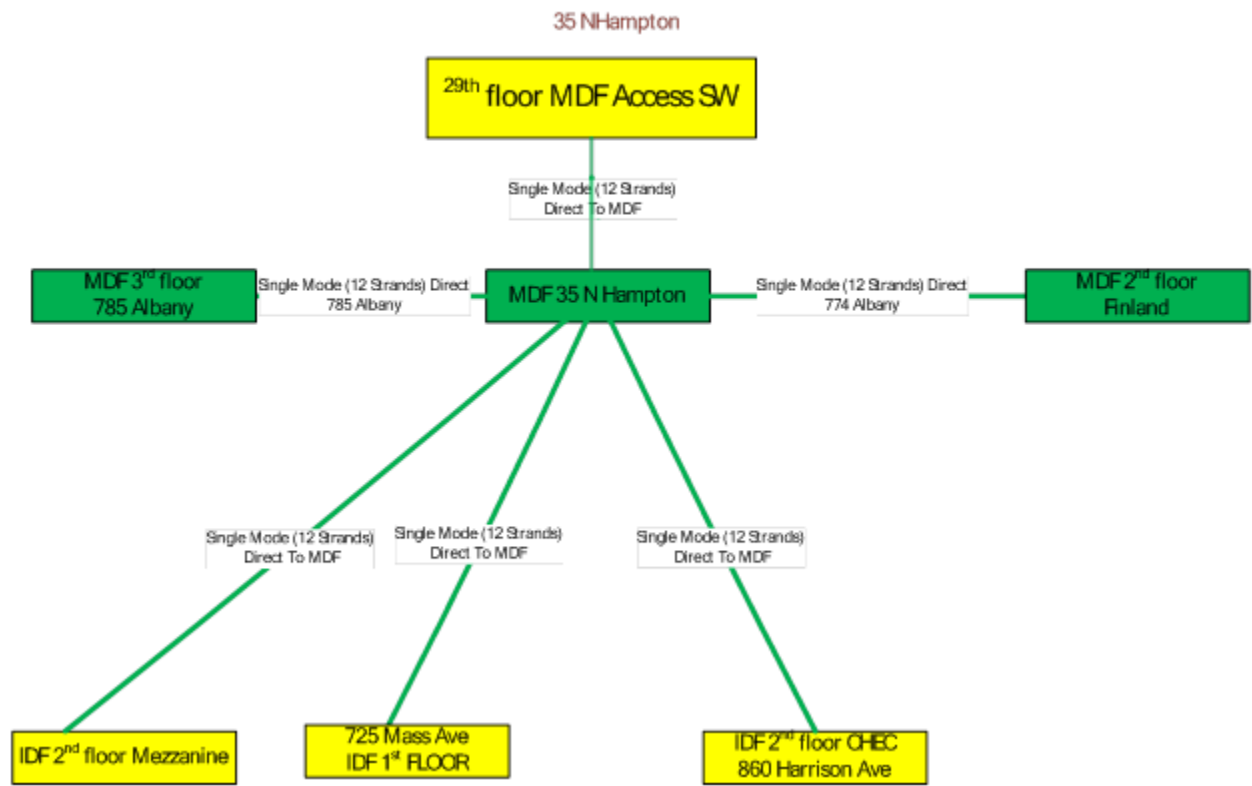 35 NHampton
29th floor MDF Access SW
Single Mode (12 Strands)
Direct To MDF
MDF 3rd floor
785 Albany
Single Mode (12 Strands) Direct
785 Albany
MDF 35 N Hampton
Single Mode (12 Strands) Direct
774 Albany
MDF 2nd floor
Finland
Single Mode (12 Strands)
Direct To MDF
Single Mode (12 Strands)
Direct To MDF
Single Mode (12 Strands)
Direct To MDF
IDF 2nd floor Mezzanine
725 Mass Ave
IDF 1st FLOOR
IDF 2nd floor CHEC
860 Harrison Ave